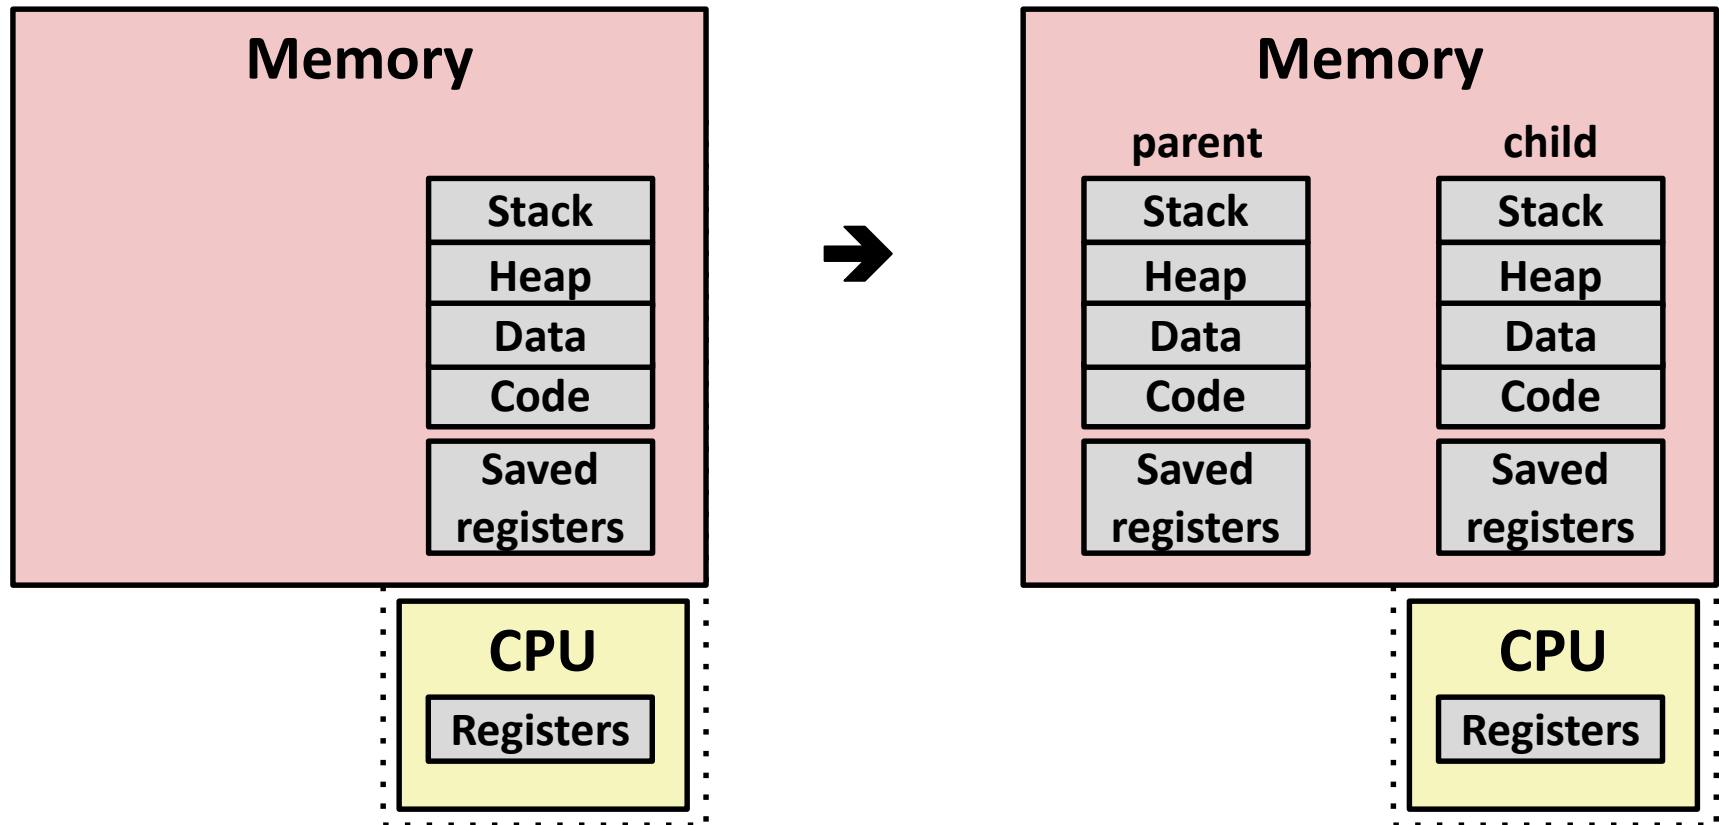 Memory
Stack
Heap
Data
Code
Saved
registers
CPU
Registers
Memory
parent
child
Stack
Heap
Data
Code
Saved
registers
Stack
Heap
Data
Code
Saved
registers
CPU
Registers